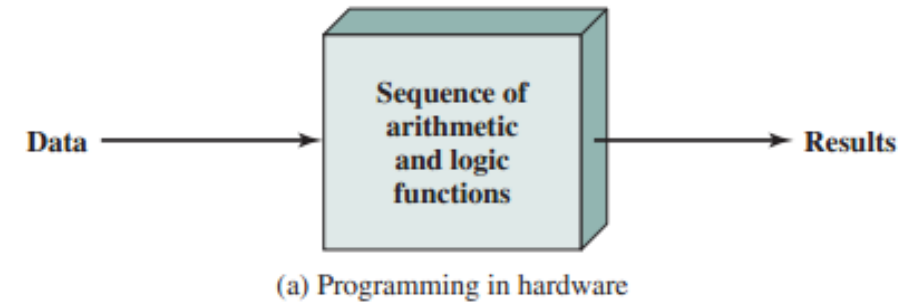 Sequence of
arithmetic
and logic
functions
Data
Results
(a) Programming in hardware